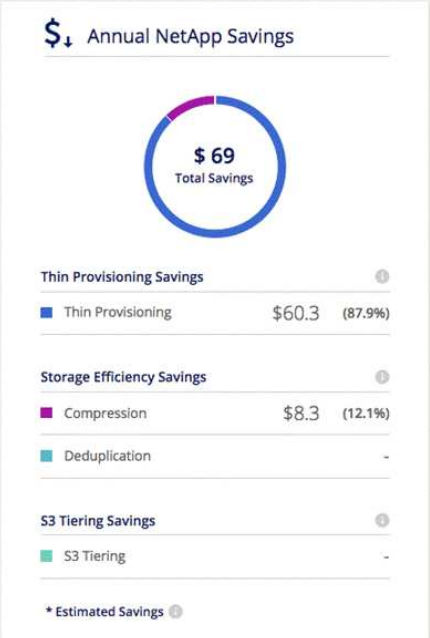 $↓ Annual NetApp Savings
$ 69
Total Savings
Thin Provisioning Savings i
Thin Provisioning $60.3 (87.9%)
Storage Efficiency Savings i
Compression $8.3 (12.1%)
Deduplication -
S3 Tiering Savings i
S3 Tiering -
* Estimated Savings i